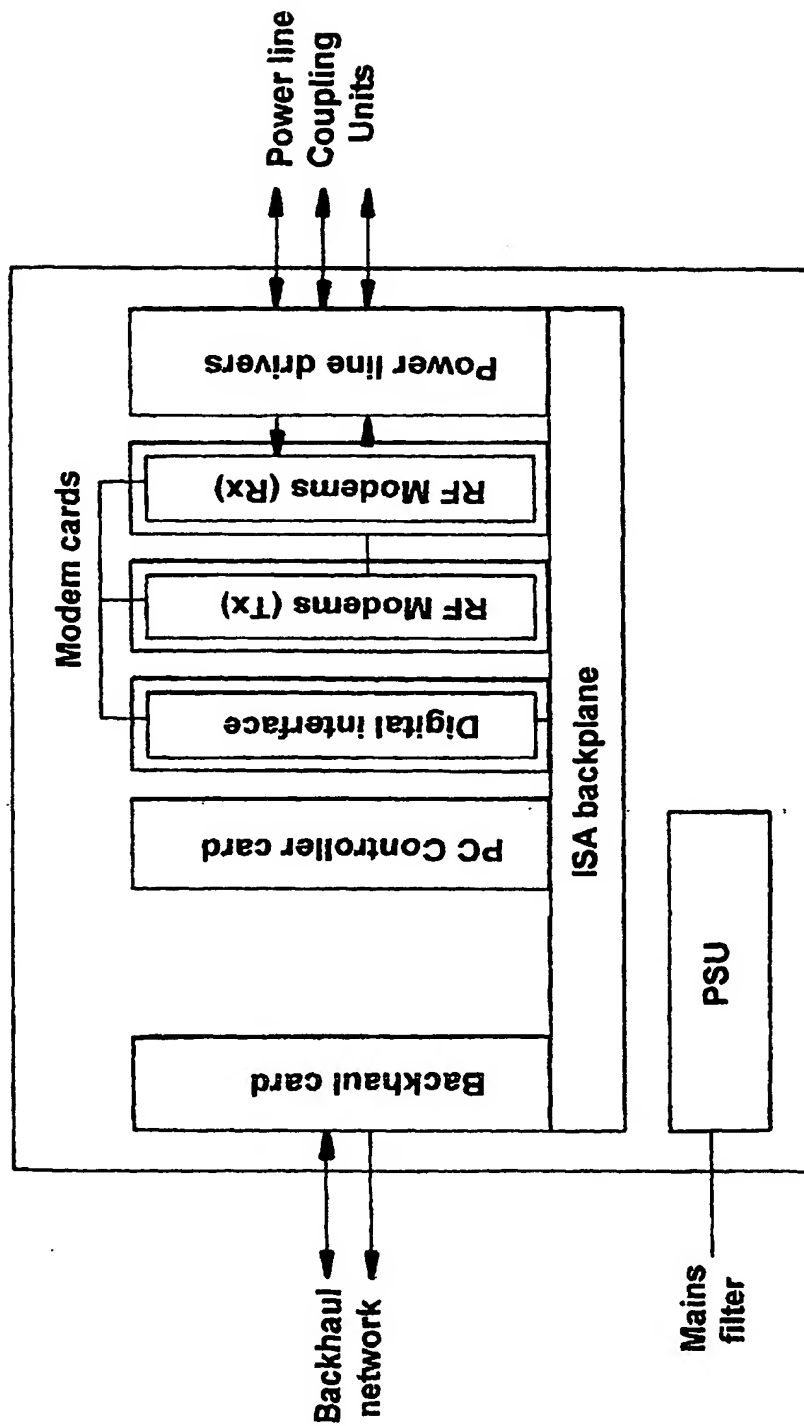 Backhaul
network
Mains
filter
Backhaul card
PC Controller card
Modem cards
Digital interface
RF Modems (Tx)
RF Modems (Rx)
Power line drivers
ISA backplane
PSU
Power line
Coupling
Units